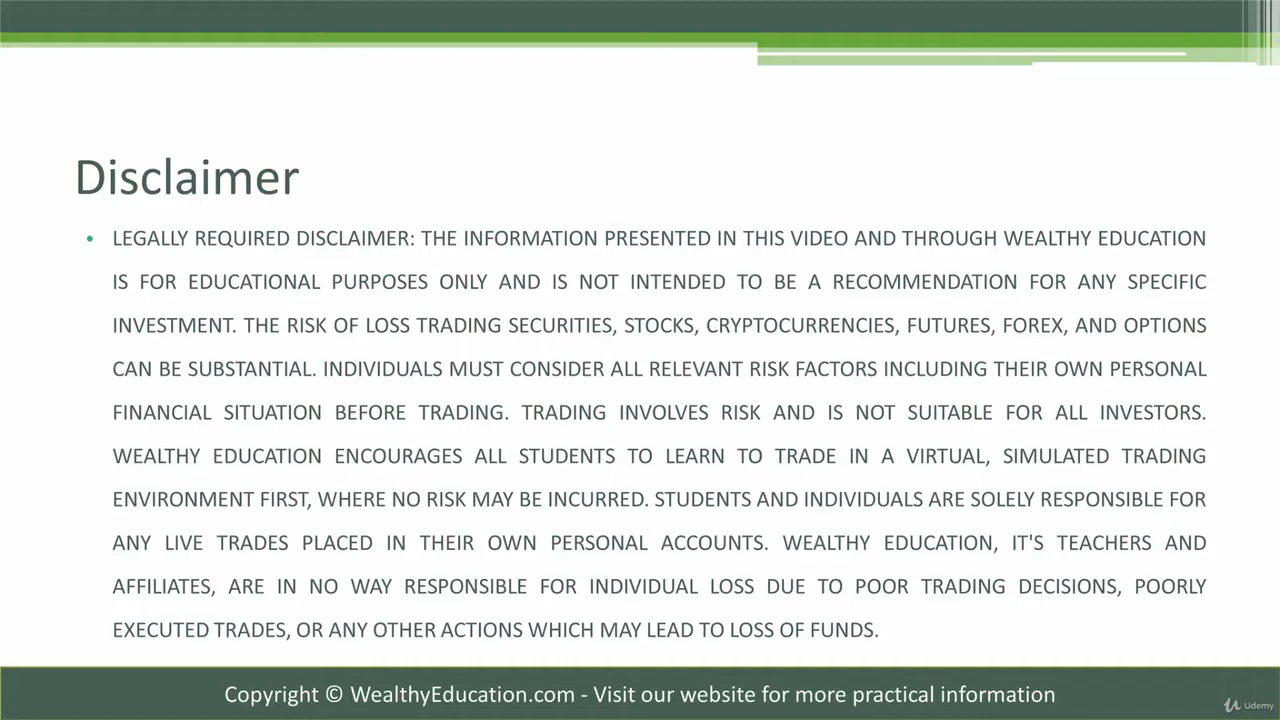 Disclaimer
• LEGALLY REQUIRED DISCLAIMER: THE INFORMATION PRESENTED IN THIS VIDEO AND THROUGH WEALTHY EDUCATION
IS FOR EDUCATIONAL PURPOSES ONLY AND IS NOT INTENDED TO BE A RECOMMENDATION FOR ANY SPECIFIC
INVESTMENT. THE RISK OF LOSS TRADING SECURITIES, STOCKS, CRYPTOCURRENCIES, FUTURES, FOREX, AND OPTIONS
CAN BE SUBSTANTIAL. INDIVIDUALS MUST CONSIDER ALL RELEVANT RISK FACTORS INCLUDING THEIR OWN PERSONAL
FINANCIAL SITUATION BEFORE TRADING. TRADING INVOLVES RISK AND IS NOT SUITABLE FOR ALL INVESTORS.
WEALTHY EDUCATION ENCOURAGES ALL STUDENTS TO LEARN TO TRADE IN A VIRTUAL, SIMULATED TRADING
ENVIRONMENT FIRST, WHERE NO RISK MAY BE INCURRED. STUDENTS AND INDIVIDUALS ARE SOLELY RESPONSIBLE FOR
ANY LIVE TRADES PLACED IN THEIR OWN PERSONAL ACCOUNTS. WEALTHY EDUCATION, IT'S TEACHERS AND
AFFILIATES, ARE IN NO WAY RESPONSIBLE FOR INDIVIDUAL LOSS DUE TO POOR TRADING DECISIONS, POORLY
EXECUTED TRADES, OR ANY OTHER ACTIONS WHICH MAY LEAD TO LOSS OF FUNDS.
Copyright © WealthyEducation.com - Visit our website for more practical information
Udemy